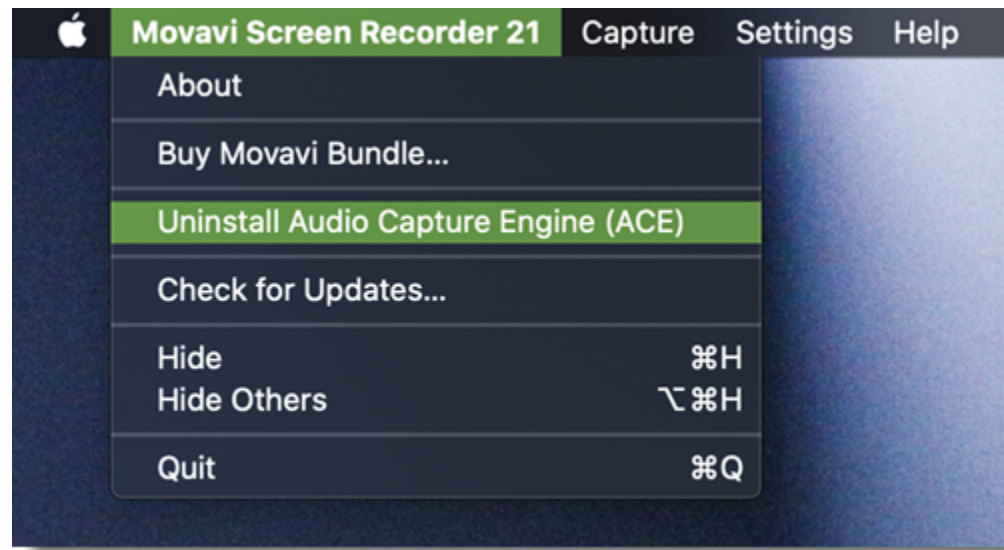 Movavi Screen Recorder 21 Capture Settings Help
About
Buy Movavi Bundle...
Uninstall Audio Capture Engine (ACE)
Check for Updates...
Hide ⌘H
Hide Others ⌥⌘H
Quit ⌘Q